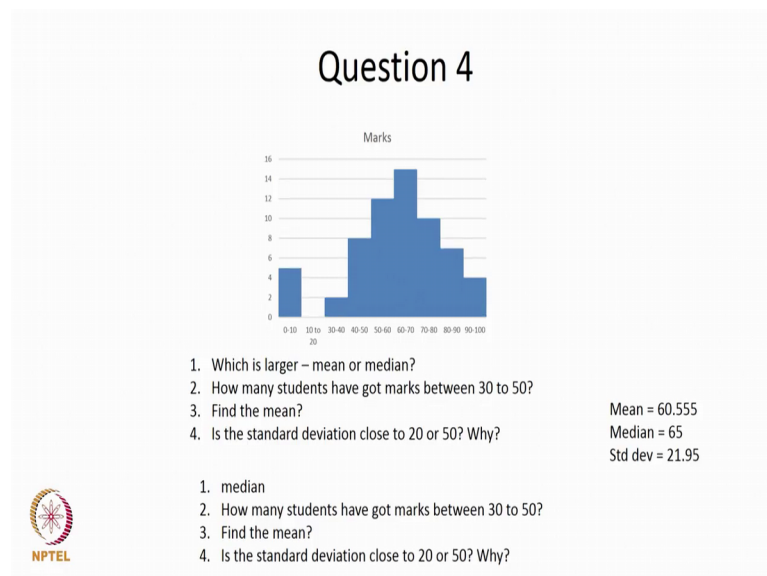 Question 4
Marks
16
14
12
10
8
6
4
2
0
0-10 10 to 20 30-40 40-50 50-60 60-70 70-80 80-90 90-100
1. Which is larger – mean or median?
2. How many students have got marks between 30 to 50?
3. Find the mean?
4. Is the standard deviation close to 20 or 50? Why?
Mean = 60.555
Median = 65
Std dev = 21.95
1. median
2. How many students have got marks between 30 to 50?
3. Find the mean?
4. Is the standard deviation close to 20 or 50? Why?
NPTEL